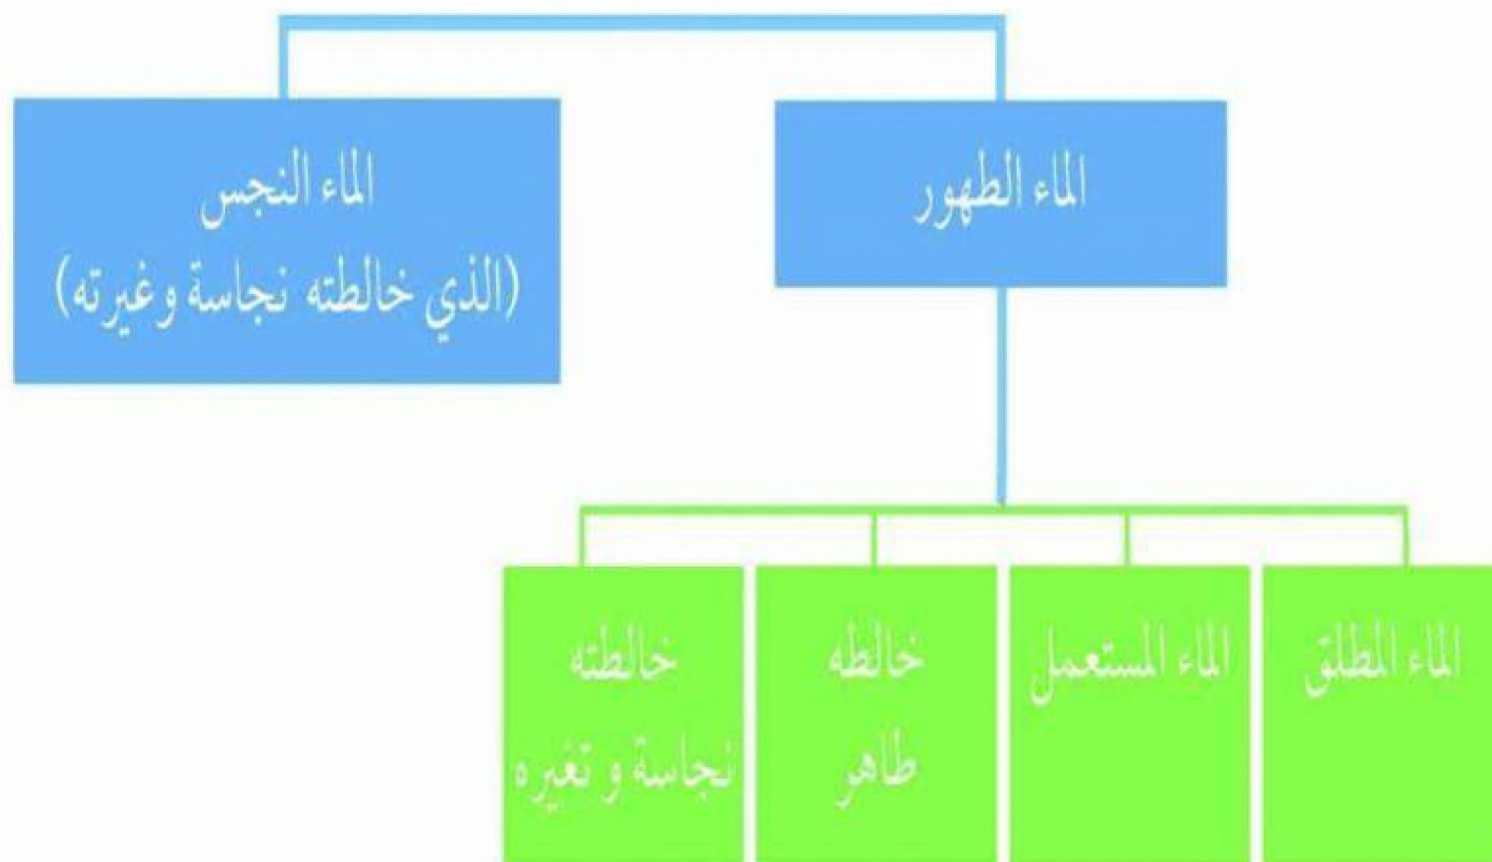 الماء الطهور
الماء النجس
(الذي خالطته نجاسة وغيرته)
الماء المطلق
الماء المستعمل
خالطه
طاهر
خالطته
نجاسة و تغيره